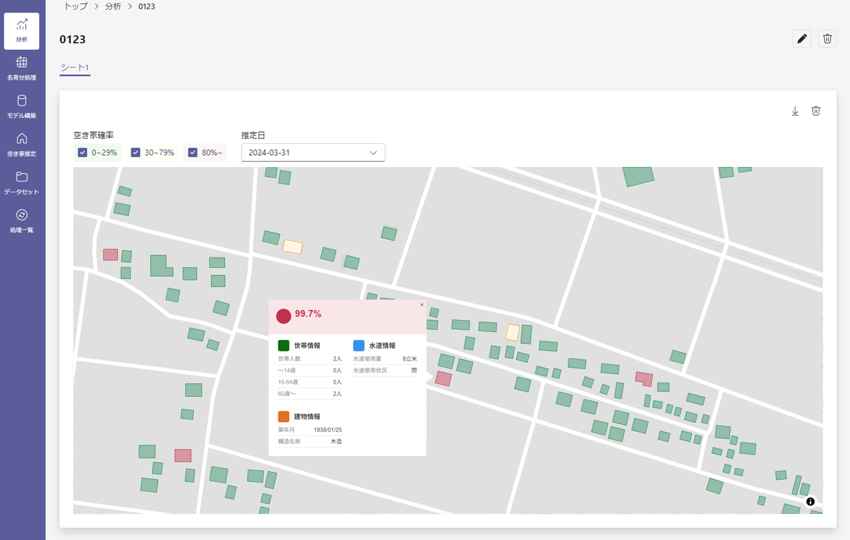 トップ > 分析 > 0123
0123
シート1
分析
名寄せ処理
モデル構築
空き家推定
データセット
処理一覧
空き家確率
推定日
0~29%
30~79%
80%~
2024-03-31
99.7%
世帯情報
世帯人数 2人
~14歳 0人
15-64歳 0人
65歳~ 2人
水道情報
水道使用量 8立米
水道使用状況 開
建物情報
築年月 1938/01/25
構造名称 木造